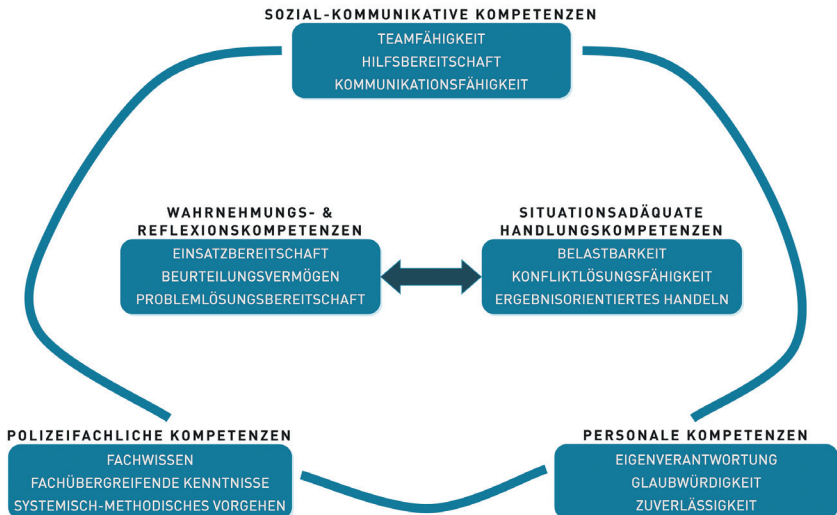 SOZIAL-KOMMUNIKATIVE KOMPETENZEN
TEAMFÄHIGKEIT
HILFSBEREITSCHAFT
KOMMUNIKATIONSFÄHIGKEIT
WAHRNEHMUNGS- &
REFLEXIONSKOMPETENZEN
EINSATZBEREITSCHAFT
BEURTEILUNGSVERMÖGEN
PROBLEMLÖSUNGSBEREITSCHAFT
SITUATIONSADÄQUATE
HANDLUNGSKOMPETENZEN
BELASTBARKEIT
KONFLIKTLÖSUNGSFÄHIGKEIT
ERGEBNISORIENTIERTES HANDELN
POLIZEIFACHLICHE KOMPETENZEN
FACHWISSEN
FACHÜBERGREIFENDE KENNTNISSE
SYSTEMISCH-METHODISCHES VORGEHEN
PERSONALE KOMPETENZEN
EIGENVERANTWORTUNG
GLAUBWÜRDIGKEIT
ZUVERLÄSSIGKEIT